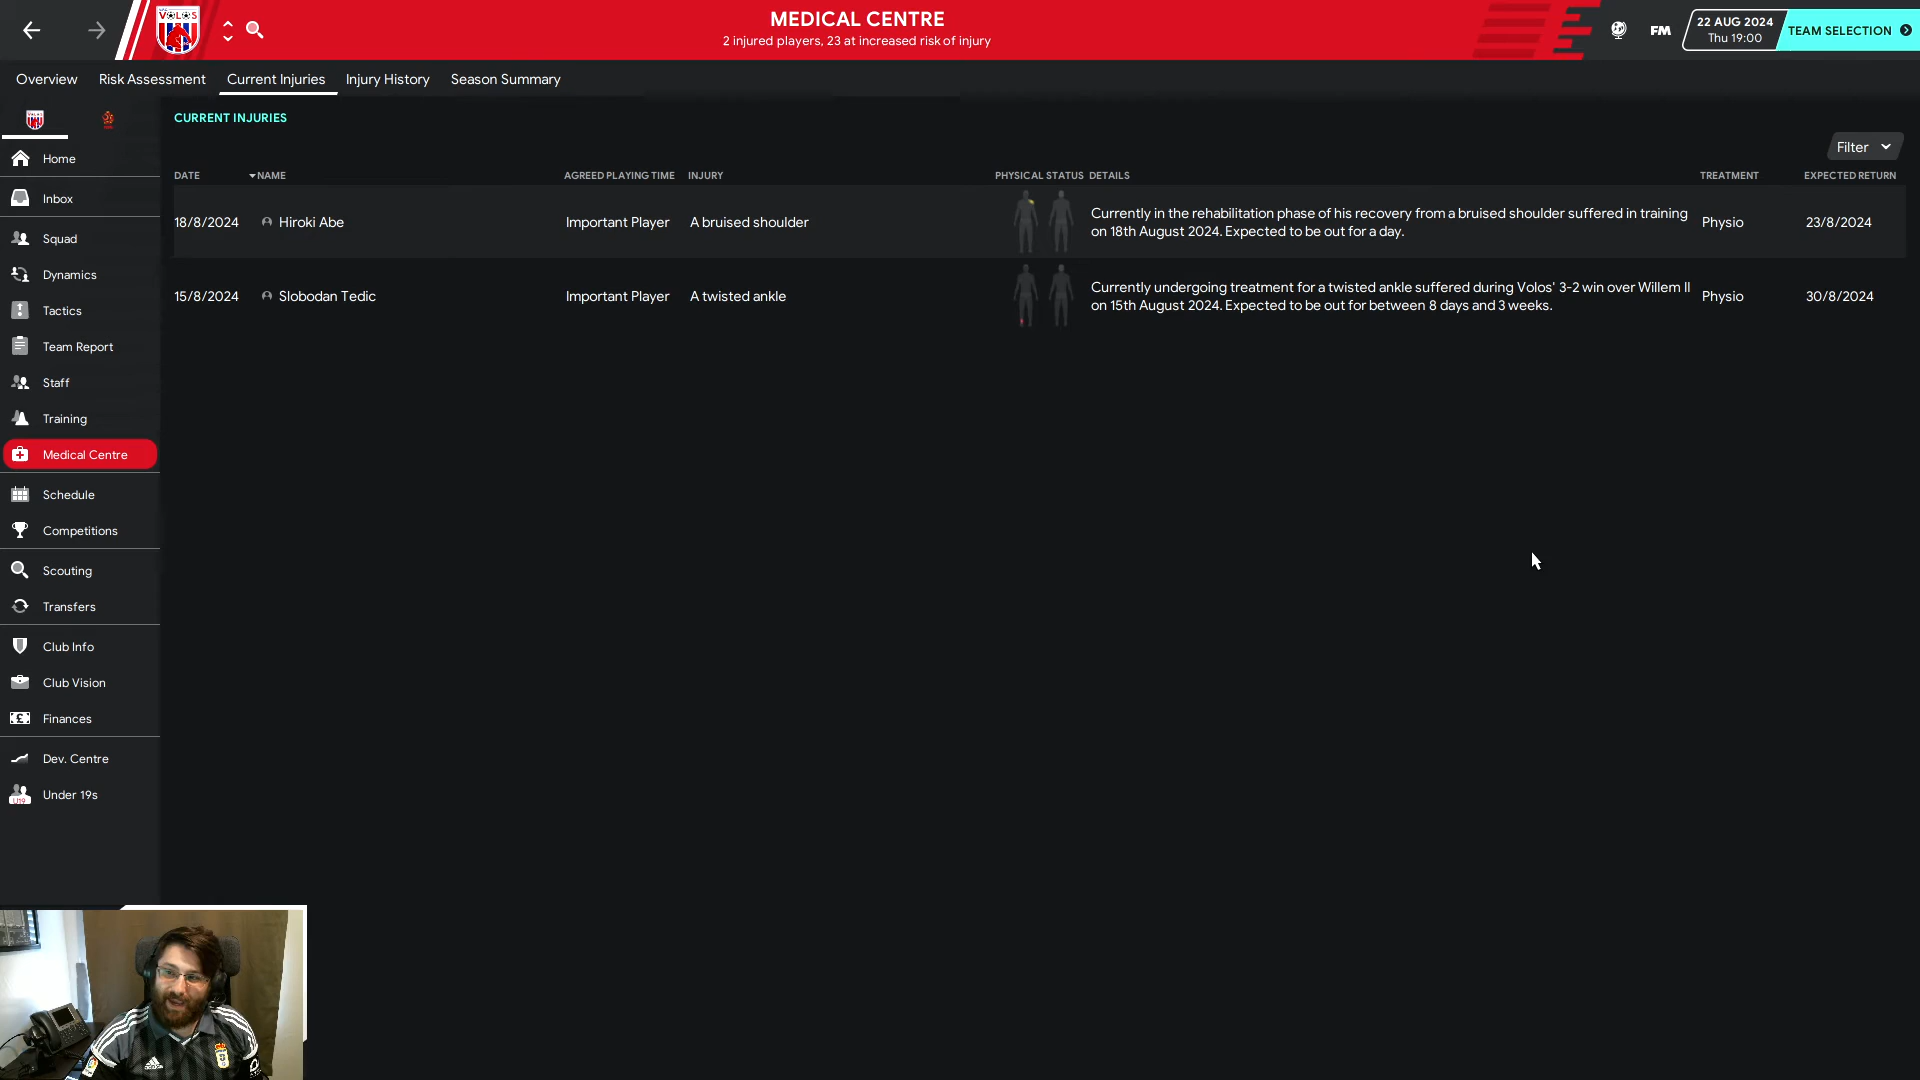 VOLOS
MEDICAL CENTRE
2 injured players, 23 at increased risk of injury
FM
22 AUG 2024
Thu 19:00
TEAM SELECTION
Overview
Risk Assessment
Current Injuries
Injury History
Season Summary
Home
Inbox
Squad
Dynamics
Tactics
Team Report
Staff
Training
Medical Centre
Schedule
Competitions
Scouting
Transfers
Club Info
Club Vision
Finances
Dev. Centre
U19
Under 19s
CURRENT INJURIES
Filter
DATE NAME AGREED PLAYING TIME INJURY PHYSICAL STATUS DETAILS TREATMENT EXPECTED RETURN
18/8/2024 Hiroki Abe Important Player A bruised shoulder Currently in the rehabilitation phase of his recovery from a bruised shoulder suffered in training
on 18th August 2024. Expected to be out for a day. Physio 23/8/2024
15/8/2024 Slobodan Tedic Important Player A twisted ankle Currently undergoing treatment for a twisted ankle suffered during Volos' 3-2 win over Willem II
on 15th August 2024. Expected to be out for between 8 days and 3 weeks. Physio 30/8/2024